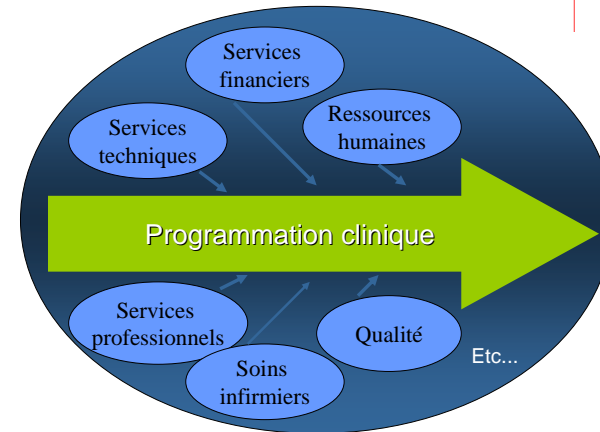 Services
financiers
Ressources
humaines
Services
techniques
Programmation clinique
Services
professionnels
Qualité
Soins
infirmiers
Etc...